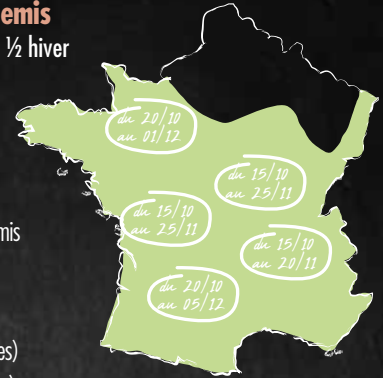 emis
½ hiver
du 20/10
au 01/12
du 15/10
au 25/11
du 15/10
au 25/11
mis
du 15/10
au 20/11
du 20/10
au 05/12
es)